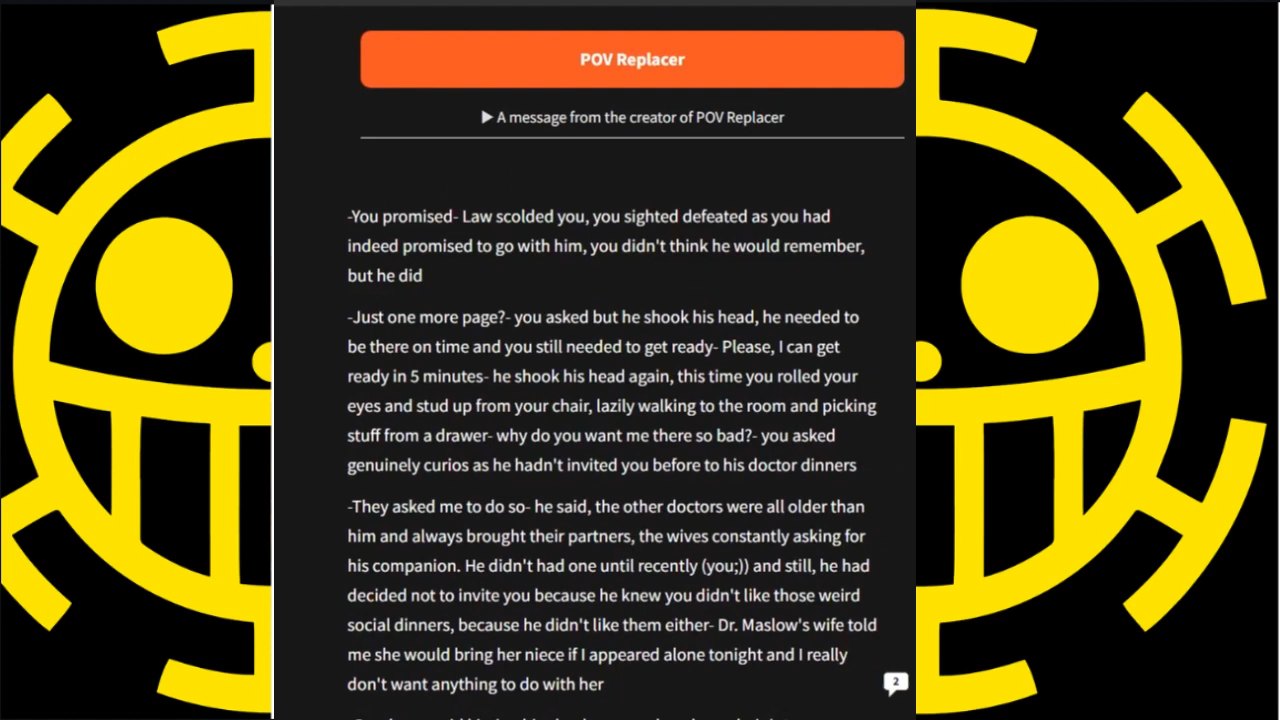 POV Replacer
▶ A message from the creator of POV Replacer
-You promised- Law scolded you, you sighted defeated as you had
indeed promised to go with him, you didn't think he would remember,
but he did
-Just one more page?- you asked but he shook his head, he needed to
be there on time and you still needed to get ready- Please, I can get
ready in 5 minutes- he shook his head again, this time you rolled your
eyes and stud up from your chair, lazily walking to the room and picking
stuff from a drawer- why do you want me there so bad?- you asked
genuinely curios as he hadn't invited you before to his doctor dinners
-They asked me to do so- he said, the other doctors were all older than
him and always brought their partners, the wives constantly asking for
his companion. He didn't had one until recently (you;)) and still, he had
decided not to invite you because he knew you didn't like those weird
social dinners, because he didn't like them either- Dr. Maslow's wife told
me she would bring her niece if I appeared alone tonight and I really
don't want anything to do with her
2